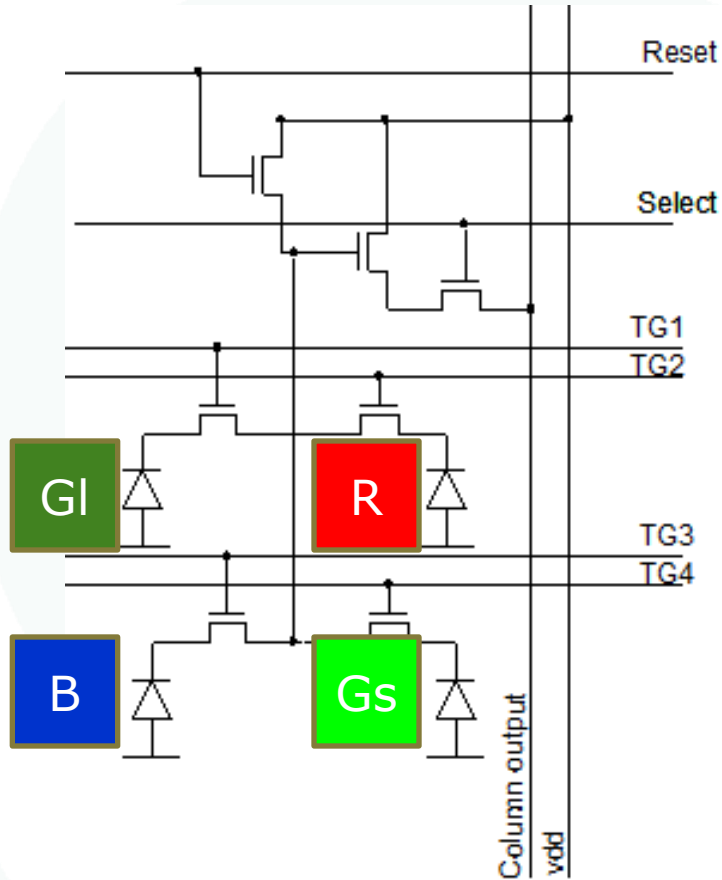 Reset
Select
TG1
TG2
Gl
R
TG3
TG4
B
Gs
Column output
vdd